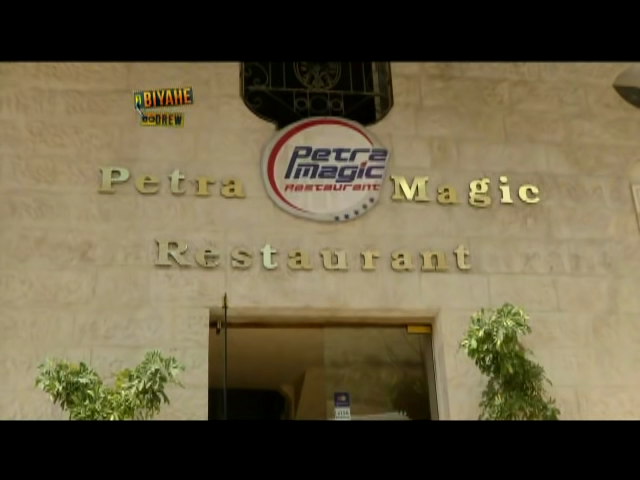 BIYAHE
DREW
Petra
Magic
Restaurant
Petra Magic
Restaurant